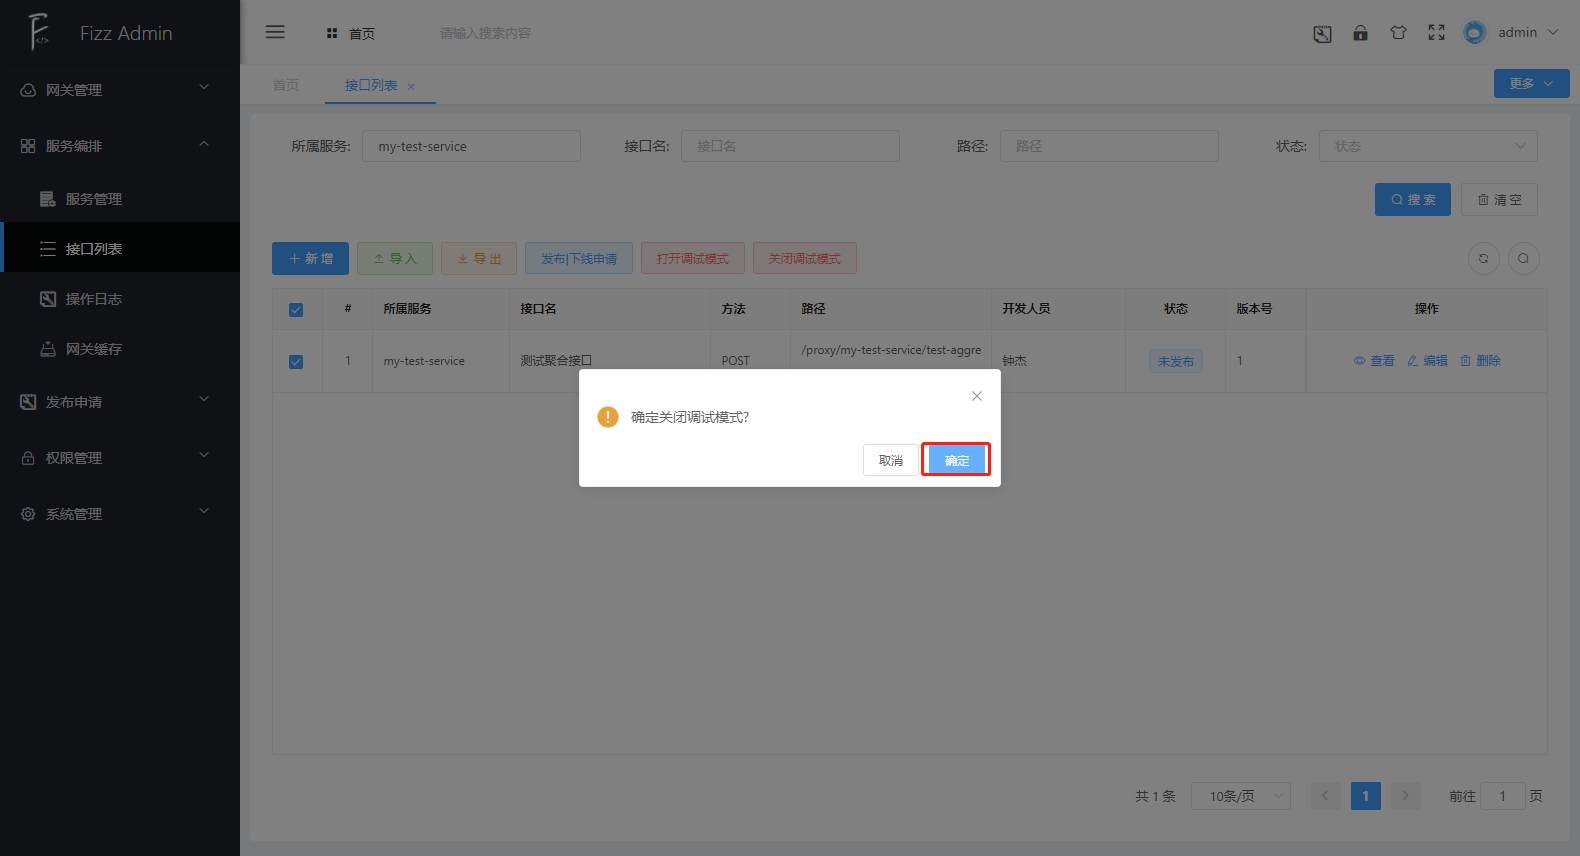 Fizz Admin
首页
请输入搜索内容
admin
网关管理
服务编排
服务管理
接口列表
操作日志
网关缓存
发布申请
权限管理
系统管理
首页
接口列表
更多
所属服务: my-test-service
接口名: 接口名
路径: 路径
状态: 状态
搜 索
清 空
新 增
导 入
导 出
发布|下线申请
打开调试模式
关闭调试模式
# 所属服务 接口名 方法 路径 开发人员 状态 版本号 操作
1 my-test-service 测试聚合接口 POST /proxy/my-test-service/test-aggre 钟杰 未发布 1 查看 编辑 删除
确定关闭调试模式?
取消
确定
共 1 条
10条/页
1
前往 1 页